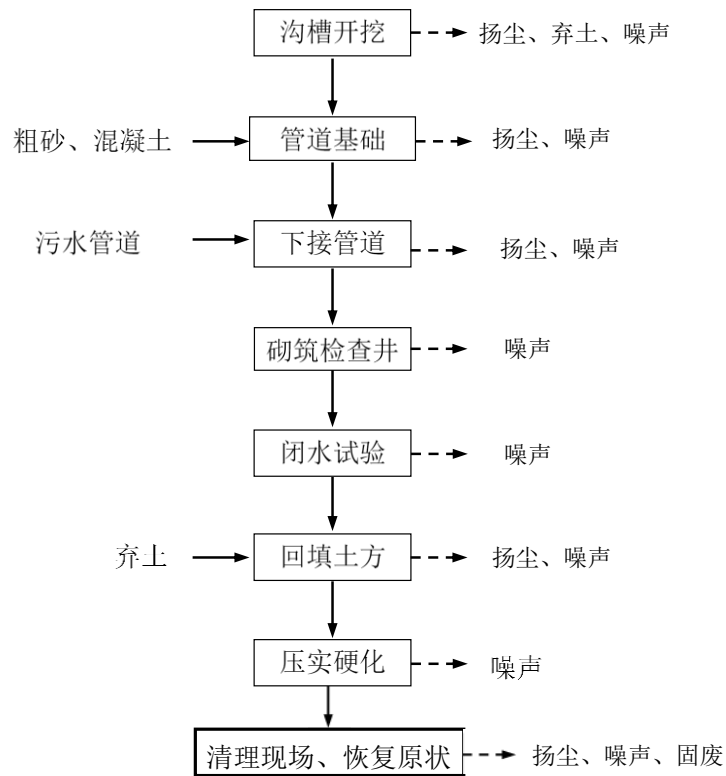 沟槽开挖 扬尘、弃土、噪声
粗砂、混凝土 管道基础 扬尘、噪声
污水管道 下接管道 扬尘、噪声
砌筑检查井 噪声
闭水试验 噪声
弃土 回填土方 扬尘、噪声
压实硬化 噪声
清理现场、恢复原状 扬尘、噪声、固废